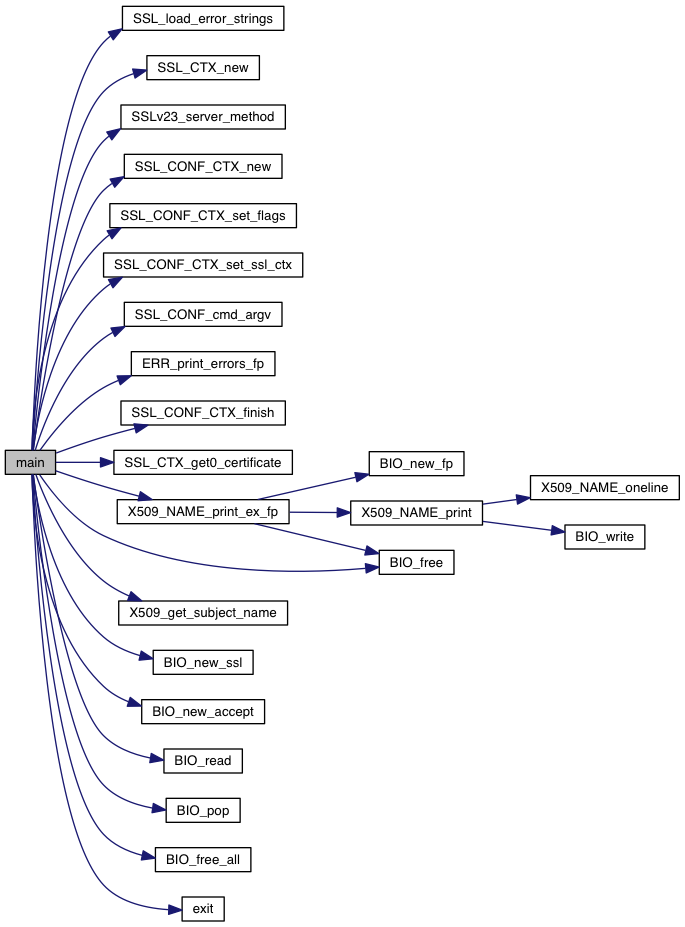 SSL_load_error_strings
SSL_CTX_new
SSLv23_server_method
SSL_CONF_CTX_new
SSL_CONF_CTX_set_flags
SSL_CONF_CTX_set_ssl_ctx
SSL_CONF_cmd_argv
ERR_print_errors_fp
SSL_CONF_CTX_finish
main
SSL_CTX_get0_certificate
BIO_new_fp
X509_NAME_print_ex_fp
X509_NAME_print
X509_NAME_oneline
BIO_write
BIO_free
X509_get_subject_name
BIO_new_ssl
BIO_new_accept
BIO_read
BIO_pop
BIO_free_all
exit